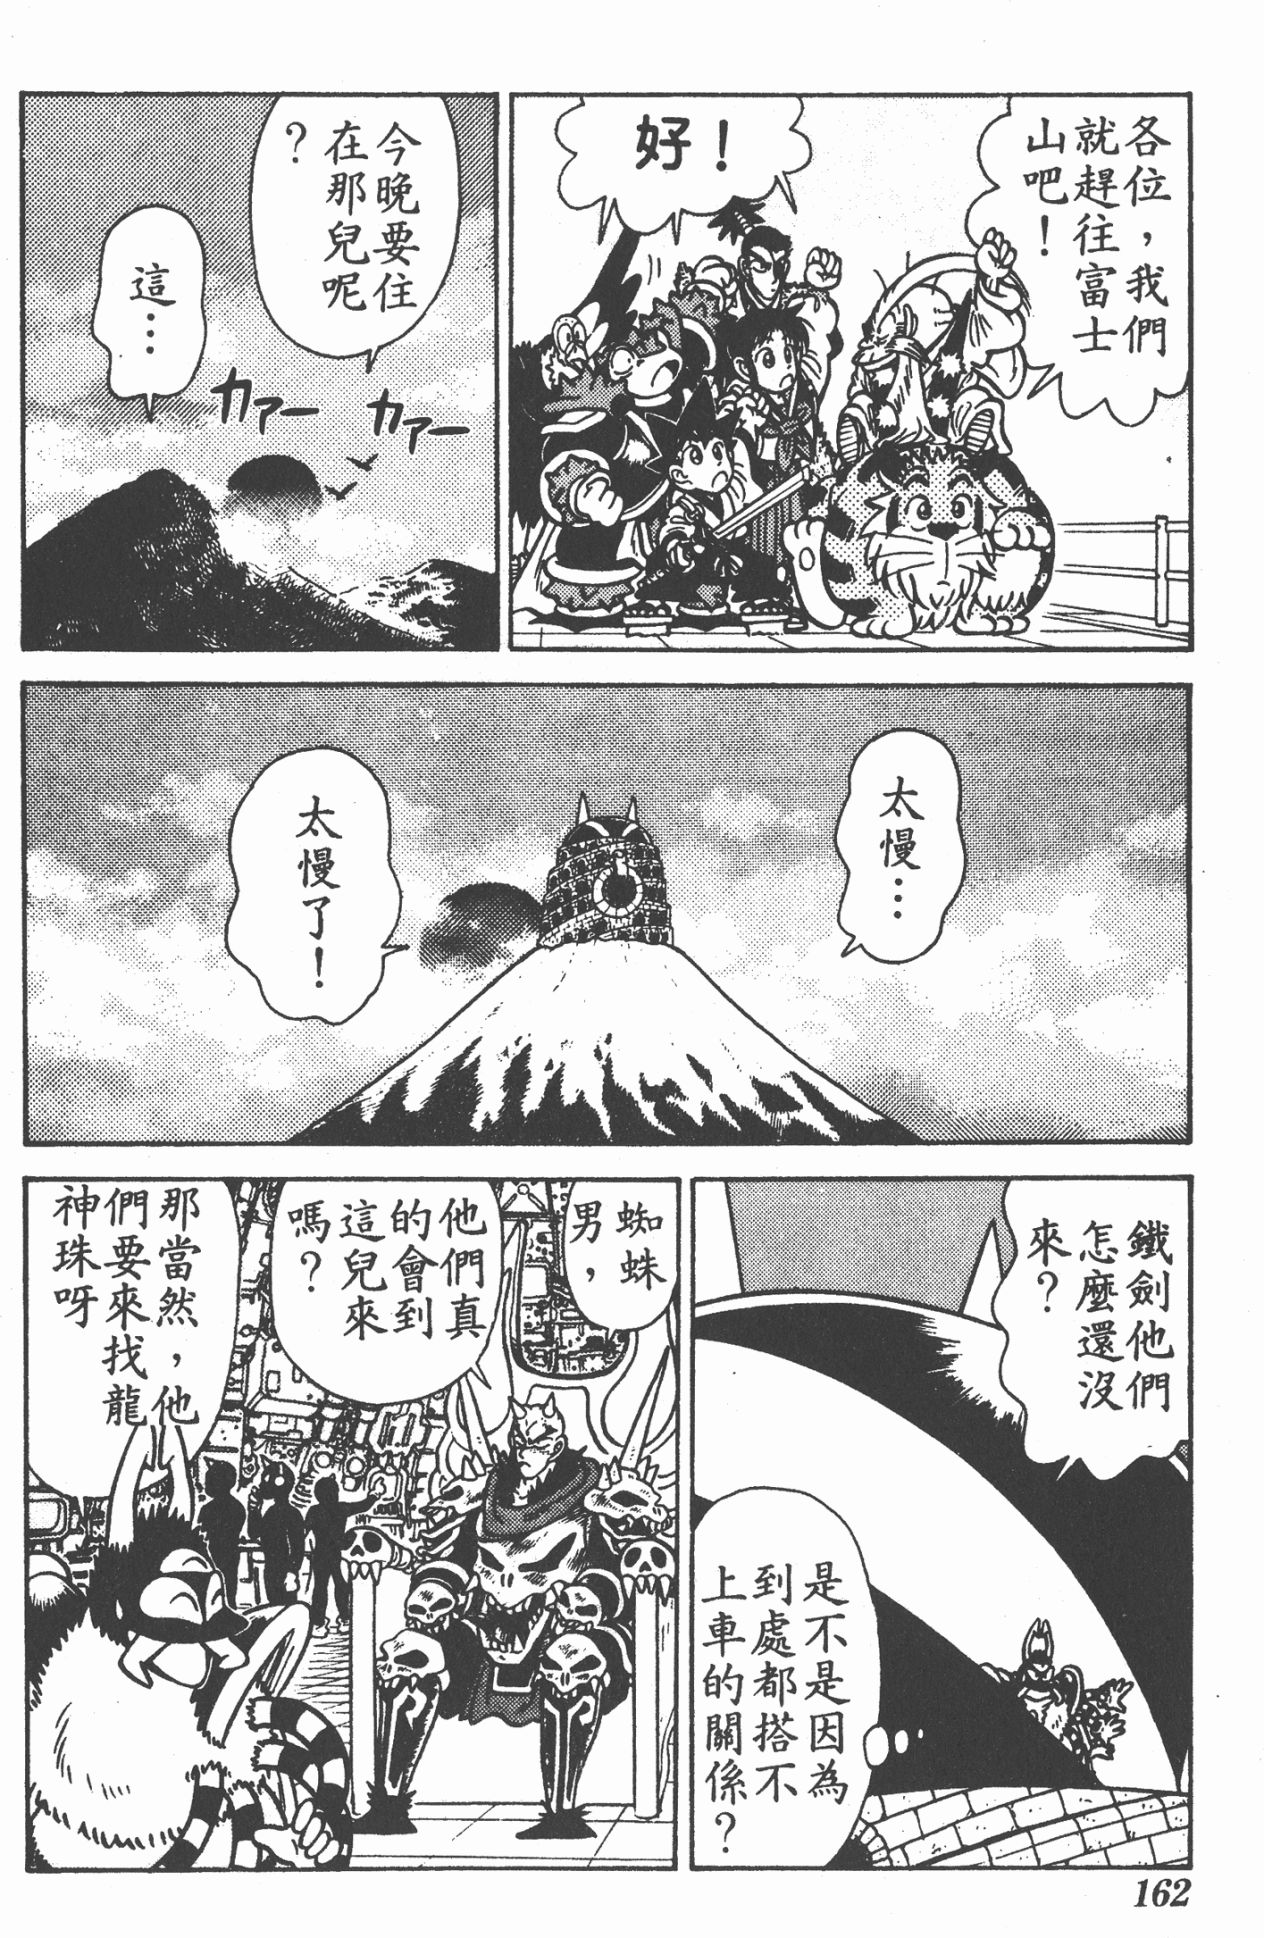 各位，我們
就趕往富士
山吧！
好！
今晚要住
在那兒呢
？
這…
カァー
カァー
太慢…
太慢了！
鐵劍他們
怎麼還沒
來？
是不是因為
到處都搭不
上車的關係？
蜘蛛
男，
他們真
的會到
這兒來
嗎？
那當然，他
們要來找龍
神珠呀
162